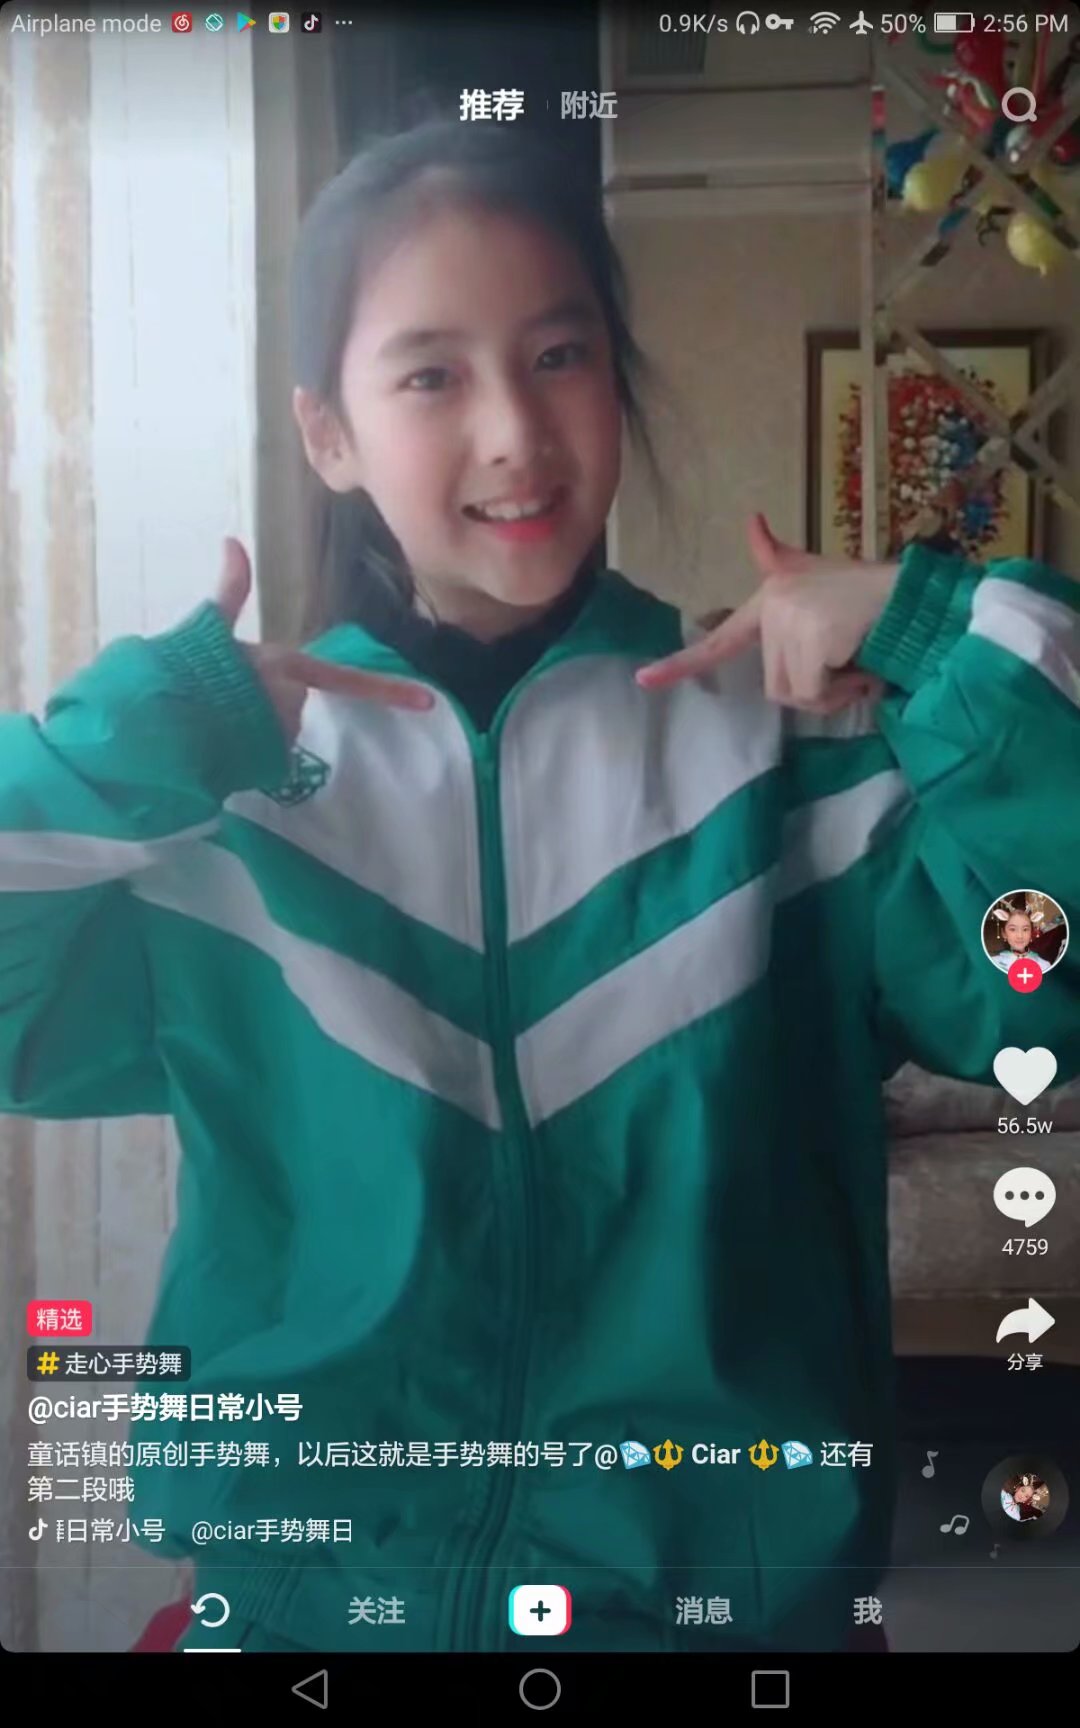 Airplane mode ... 0.9K/s 50% 2:56 PM
推荐 附近
56.5w
4759
分享
精选
#走心手势舞
@ciar手势舞日常小号
童话镇的原创手势舞，以后这就是手势舞的号了@💎🔱 Ciar 🔱💎 还有
第二段哦
日常小号 @ciar手势舞日
关注 消息 我